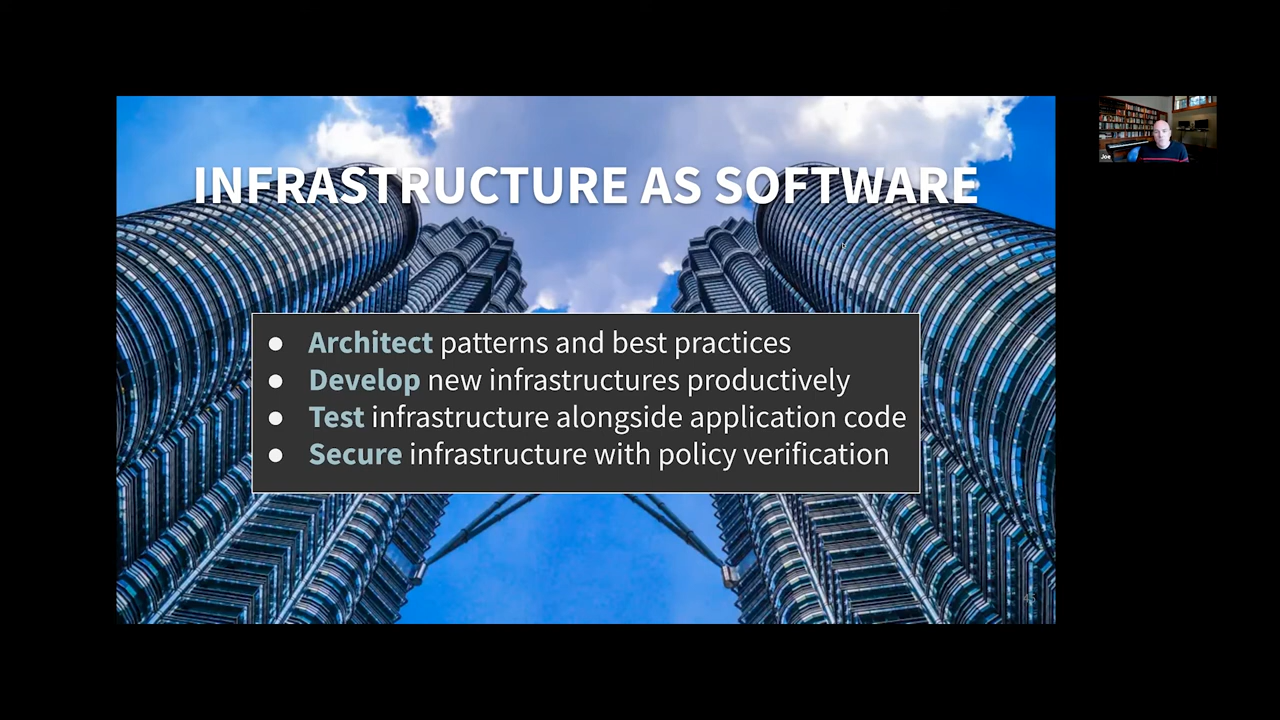 INFRASTRUCTURE AS SOFTWARE
● Architect patterns and best practices
● Develop new infrastructures productively
● Test infrastructure alongside application code
● Secure infrastructure with policy verification
Joe